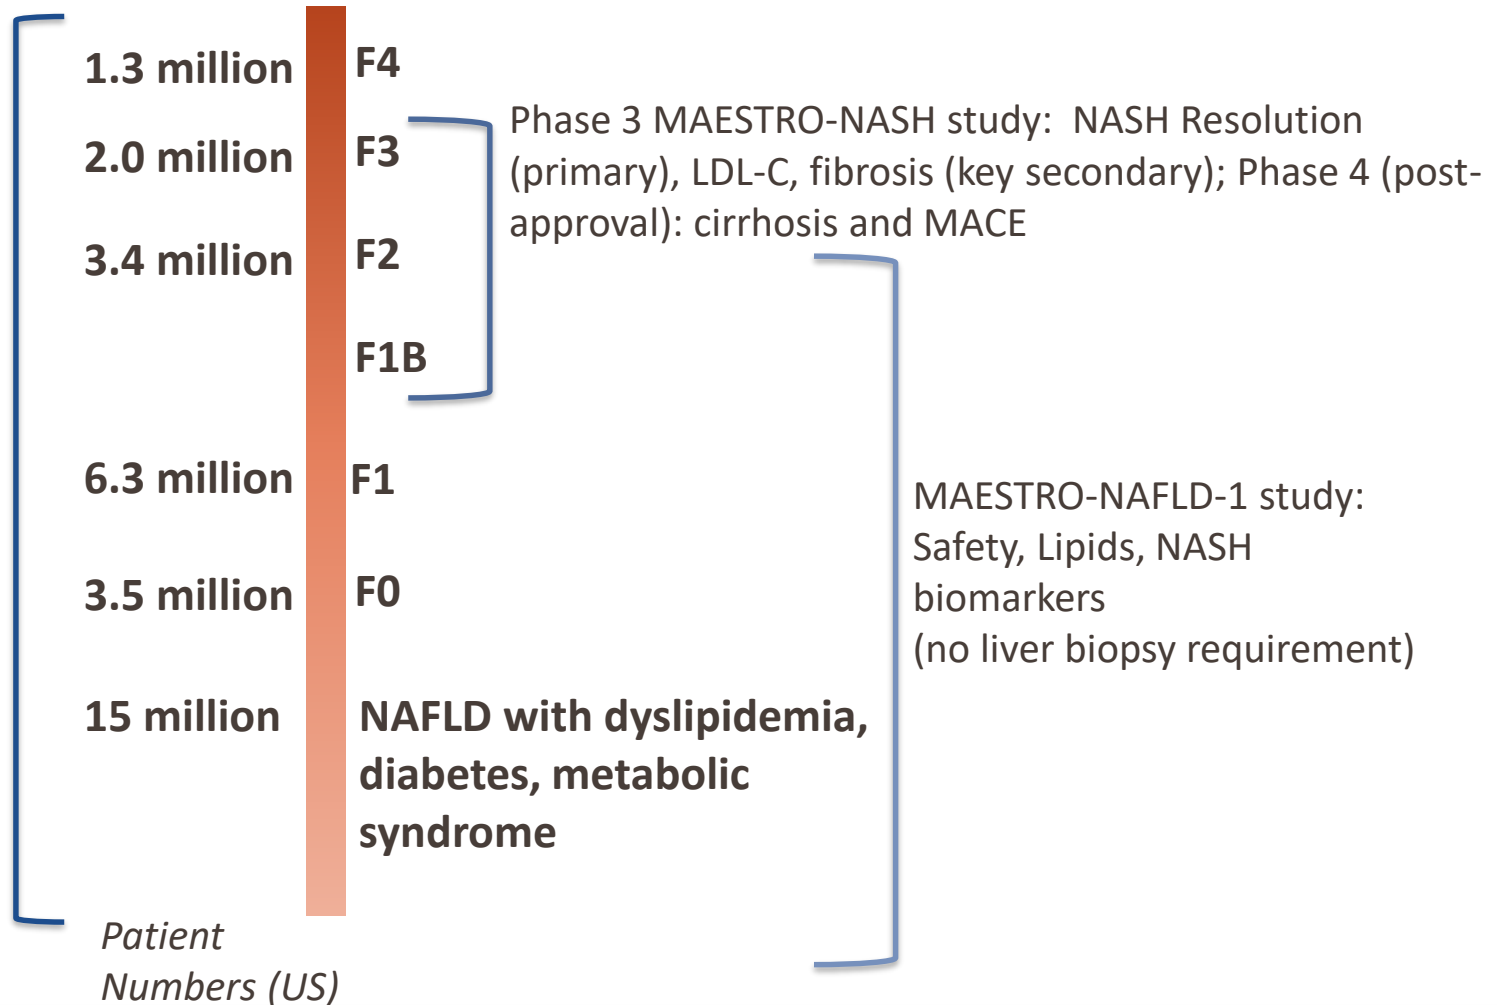 1.3 million F4
2.0 million F3
3.4 million F2
F1B
6.3 million F1
3.5 million F0
15 million NAFLD with dyslipidemia,
diabetes, metabolic
syndrome
Patient
Numbers (US)
Phase 3 MAESTRO-NASH study:  NASH Resolution
(primary), LDL-C, fibrosis (key secondary); Phase 4 (post-
approval): cirrhosis and MACE
MAESTRO-NAFLD-1 study:
Safety, Lipids, NASH
biomarkers
(no liver biopsy requirement)